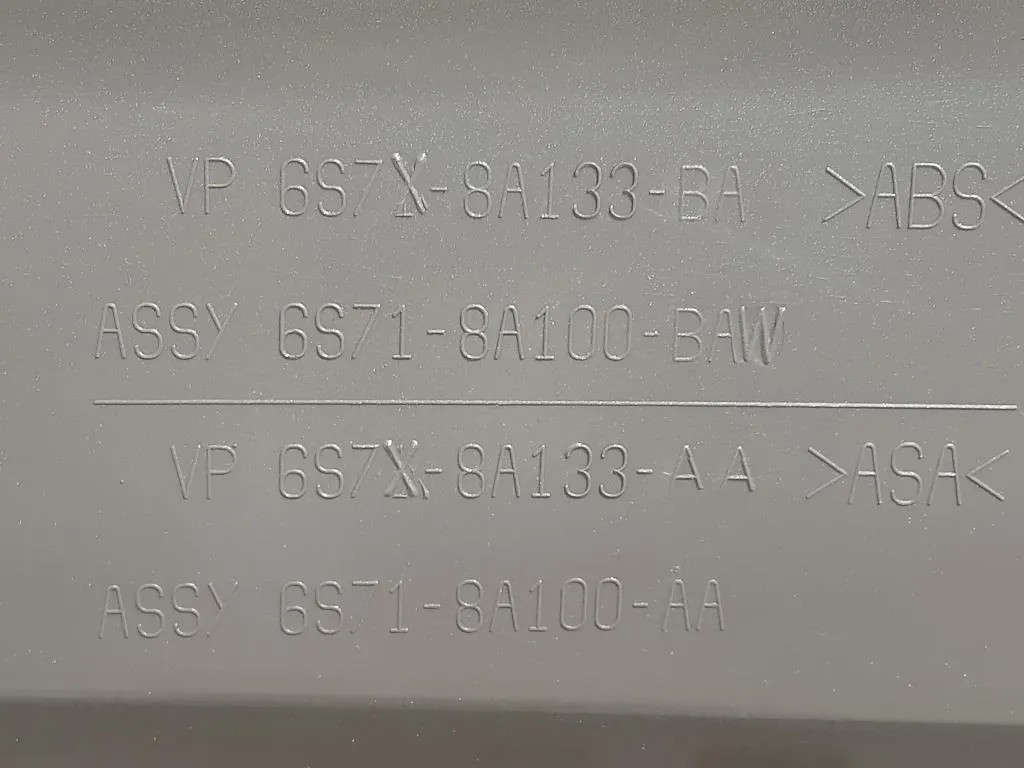 VP 6S7X-8A133-BA >ABS<
ASSY 6S71-8A100-BAW
VP 6S7X-8A133-AA >ASA<
ASSY 6S71-8A100-AA